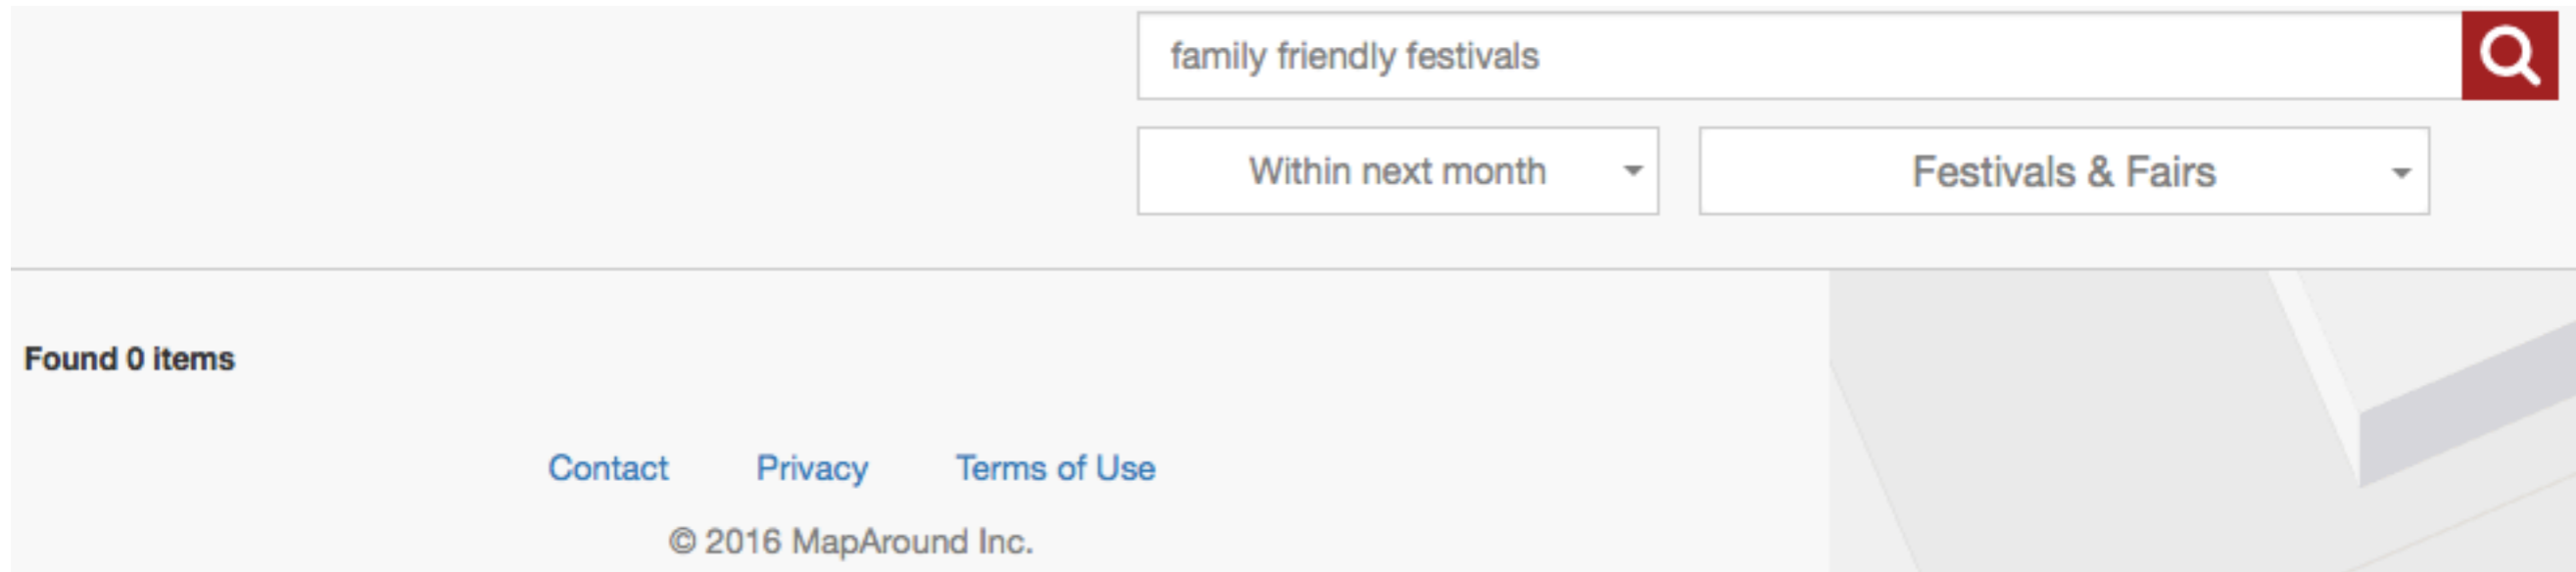 family friendly festivals
Within next month Festivals & Fairs
Found 0 items
Contact Privacy Terms of Use
© 2016 MapAround Inc.